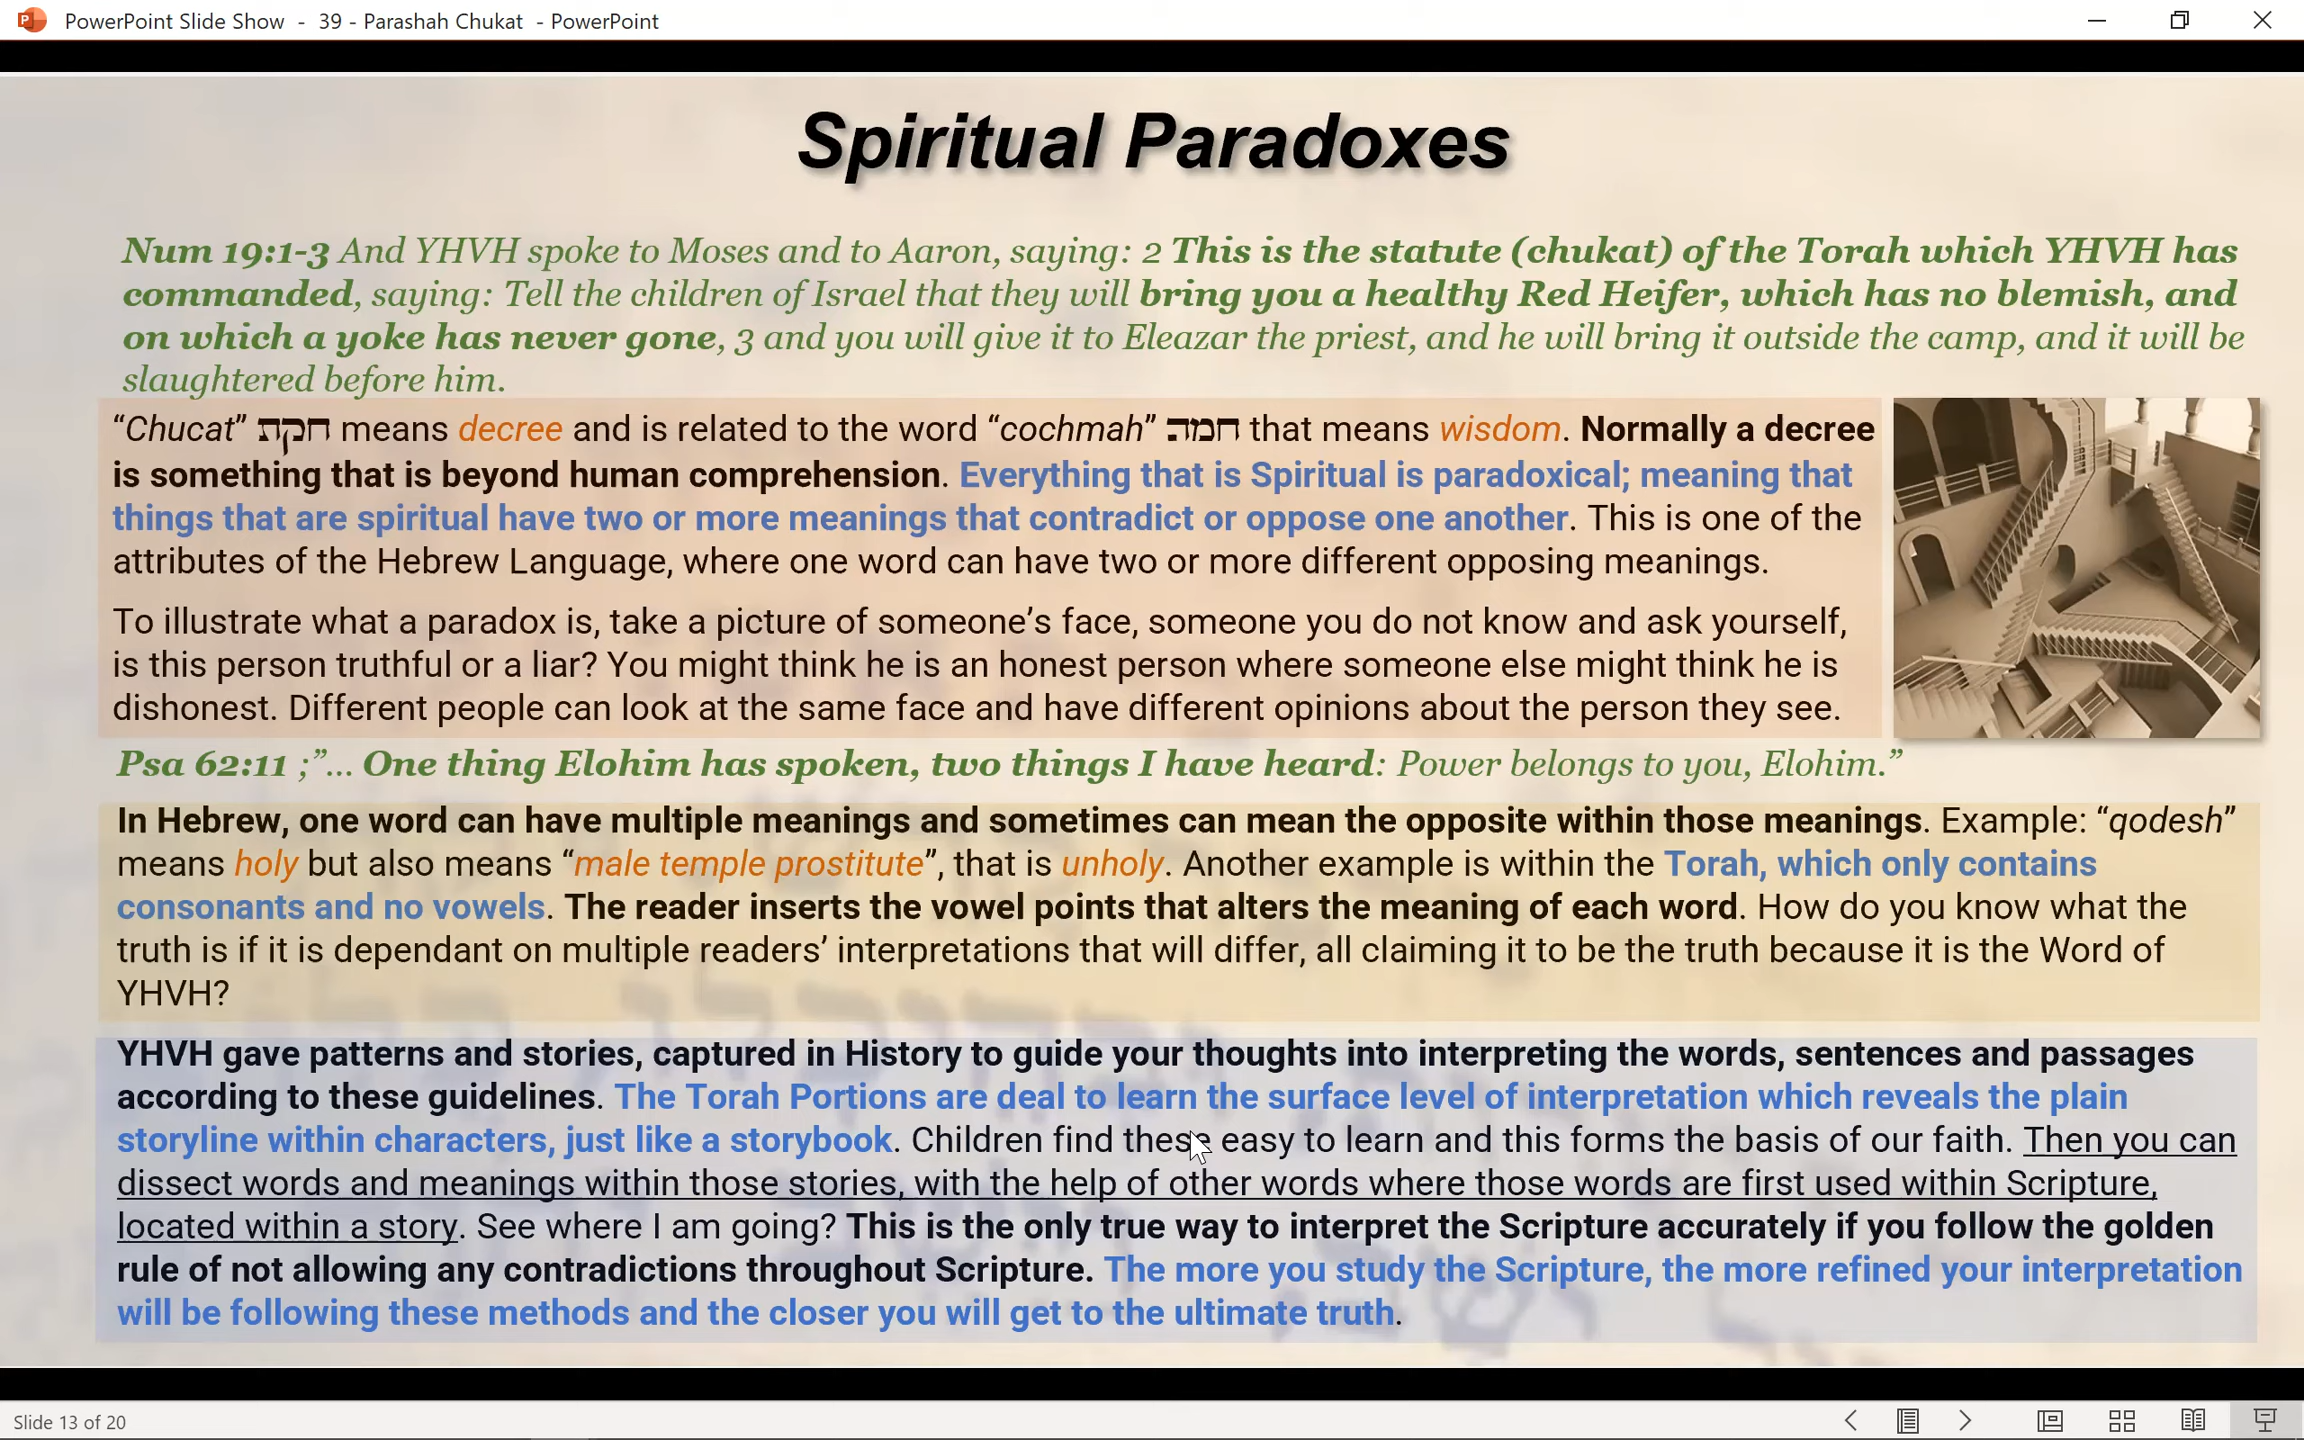 PowerPoint Slide Show - 39 - Parashah Chukat - PowerPoint
Spiritual Paradoxes
Num 19:1-3 And YHVH spoke to Moses and to Aaron, saying: 2 This is the statute (chukat) of the Torah which YHVH has
commanded, saying: Tell the children of Israel that they will bring you a healthy Red Heifer, which has no blemish, and
on which a yoke has never gone, 3 and you will give it to Eleazar the priest, and he will bring it outside the camp, and it will be
slaughtered before him.
“Chucat” חקת means decree and is related to the word “cochmah” חמה that means wisdom. Normally a decree
is something that is beyond human comprehension. Everything that is Spiritual is paradoxical; meaning that
things that are spiritual have two or more meanings that contradict or oppose one another. This is one of the
attributes of the Hebrew Language, where one word can have two or more different opposing meanings.
To illustrate what a paradox is, take a picture of someone’s face, someone you do not know and ask yourself,
is this person truthful or a liar? You might think he is an honest person where someone else might think he is
dishonest. Different people can look at the same face and have different opinions about the person they see.
Psa 62:11 ;”... One thing Elohim has spoken, two things I have heard: Power belongs to you, Elohim.”
In Hebrew, one word can have multiple meanings and sometimes can mean the opposite within those meanings. Example: “qodesh”
means holy but also means “male temple prostitute”, that is unholy. Another example is within the Torah, which only contains
consonants and no vowels. The reader inserts the vowel points that alters the meaning of each word. How do you know what the
truth is if it is dependant on multiple readers’ interpretations that will differ, all claiming it to be the truth because it is the Word of
YHVH?
YHVH gave patterns and stories, captured in History to guide your thoughts into interpreting the words, sentences and passages
according to these guidelines. The Torah Portions are deal to learn the surface level of interpretation which reveals the plain
storyline within characters, just like a storybook. Children find these easy to learn and this forms the basis of our faith. Then you can
dissect words and meanings within those stories, with the help of other words where those words are first used within Scripture,
located within a story. See where I am going? This is the only true way to interpret the Scripture accurately if you follow the golden
rule of not allowing any contradictions throughout Scripture. The more you study the Scripture, the more refined your interpretation
will be following these methods and the closer you will get to the ultimate truth.
Slide 13 of 20